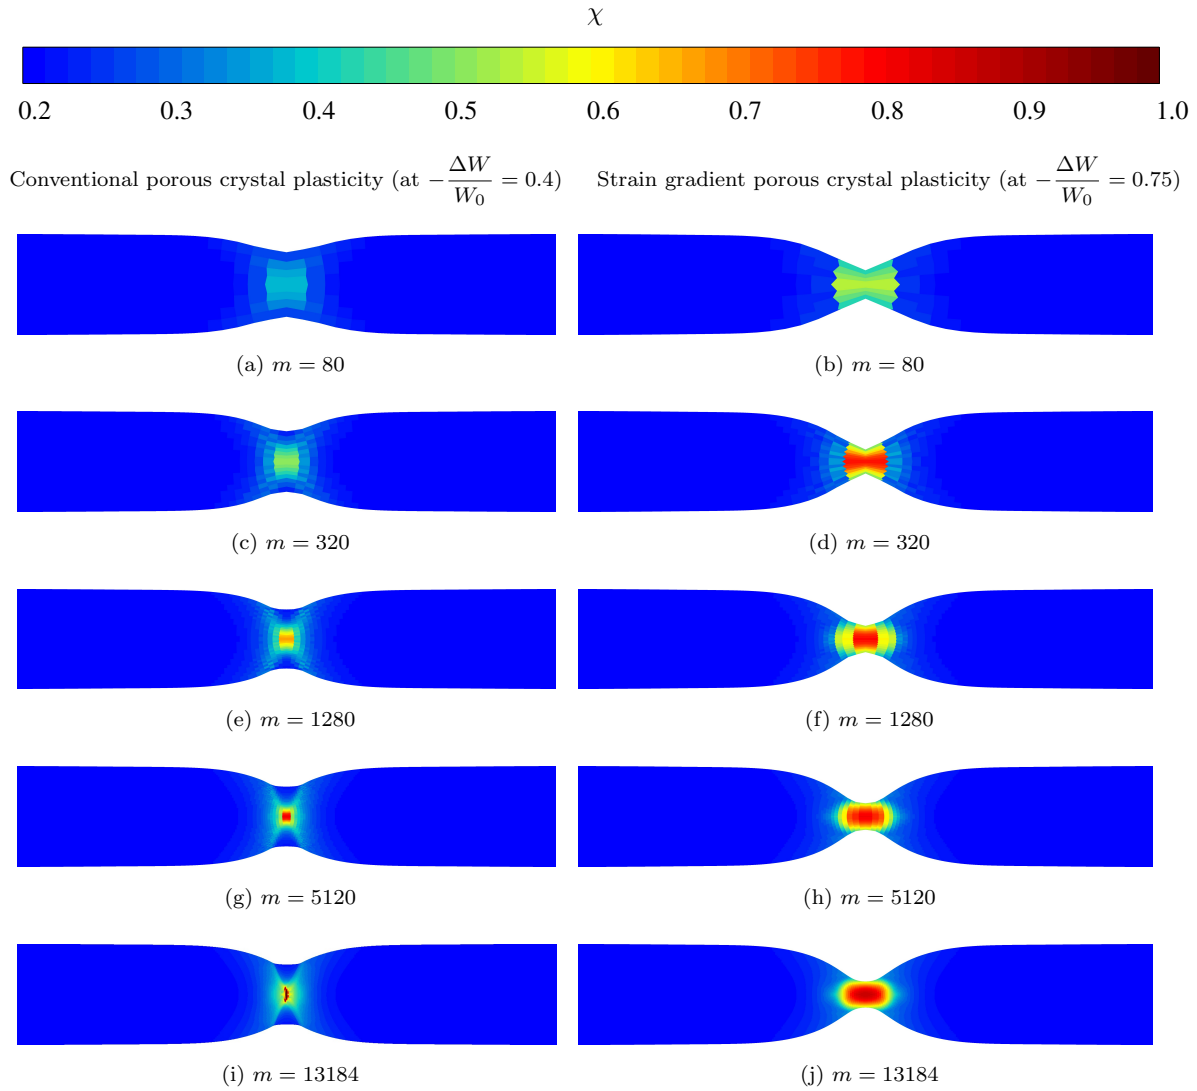 χ
0.2 0.3 0.4 0.5 0.6 0.7 0.8 0.9 1.0
Conventional porous crystal plasticity (at −ΔW/W₀ = 0.4) Strain gradient porous crystal plasticity (at −ΔW/W₀ = 0.75)
(a) m = 80 (b) m = 80
(c) m = 320 (d) m = 320
(e) m = 1280 (f) m = 1280
(g) m = 5120 (h) m = 5120
(i) m = 13184 (j) m = 13184